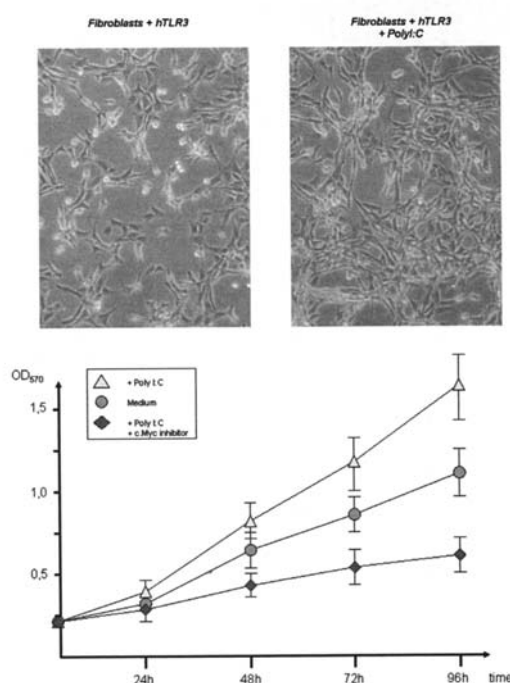 Fibroblasts + hTLR3
Fibroblasts + hTLR3
+ PolyI:C
OD570
+ Poly I: C
Medium
+ Poly I: C
+ c.Myc inhibitor
1,5
1,0
0,5
24h
48h
72h
96h
time